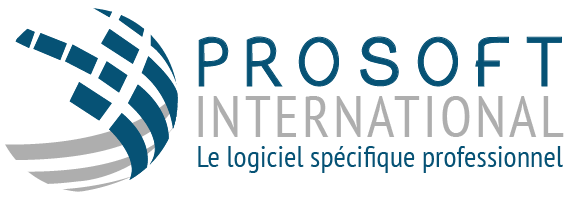 PROSOFT
INTERNATIONAL
Le logiciel spécifique professionnel